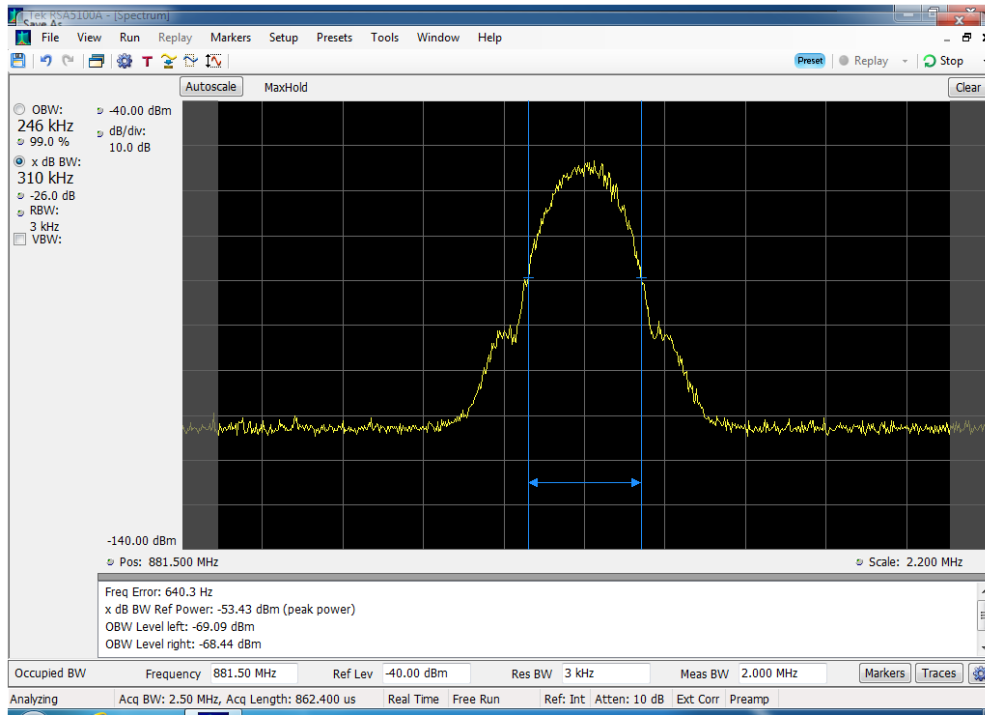 Tek RSA5100A - [Spectrum]
Save As
File View Run Replay Markers Setup Presets Tools Window Help
T Preset Replay Stop
Autoscale MaxHold Clear
OBW:
246 kHz
99.0 %
x dB BW:
310 kHz
-26.0 dB
RBW:
3 kHz
VBW:
-40.00 dBm
dB/div:
10.0 dB
-140.00 dBm
Pos: 881.500 MHz Scale: 2.200 MHz
Freq Error: 640.3 Hz
x dB BW Ref Power: -53.43 dBm (peak power)
OBW Level left: -69.09 dBm
OBW Level right: -68.44 dBm
Occupied BW Frequency 881.50 MHz Ref Lev -40.00 dBm Res BW 3 kHz Meas BW 2.000 MHz Markers Traces
Analyzing Acq BW: 2.50 MHz, Acq Length: 862.400 us Real Time Free Run Ref: Int Atten: 10 dB Ext Corr Preamp